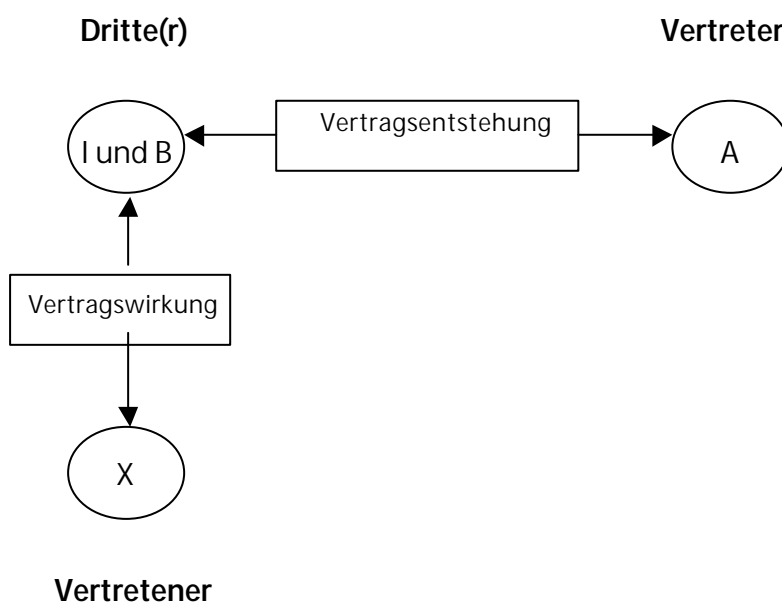 Dritte(r) Vertreter
I und B Vertragsentstehung A
Vertragswirkung
X
Vertretener